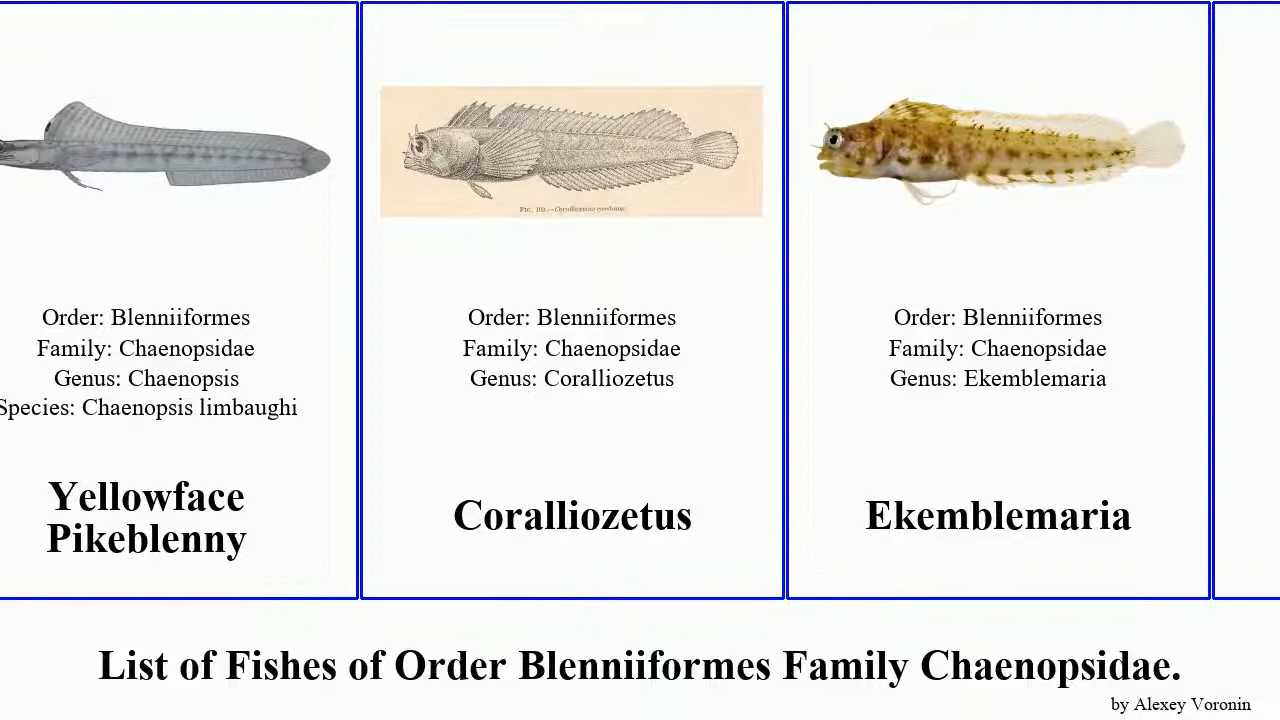 Order: Blenniiformes
Family: Chaenopsidae
Genus: Chaenopsis
Species: Chaenopsis limbaughi
Yellowface
Pikeblenny
Order: Blenniiformes
Family: Chaenopsidae
Genus: Coralliozetus
Coralliozetus
Order: Blenniiformes
Family: Chaenopsidae
Genus: Ekemblemaria
Ekemblemaria
List of Fishes of Order Blenniiformes Family Chaenopsidae.
by Alexey Voronin